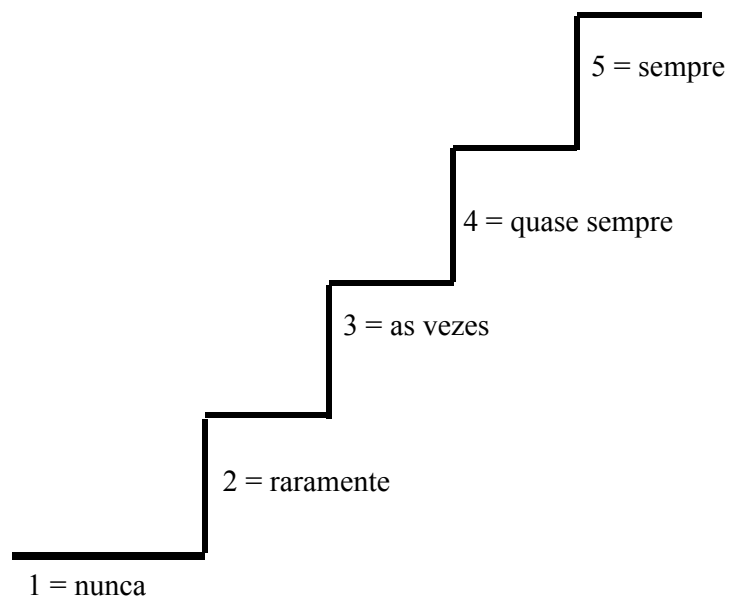 5 = sempre
4 = quase sempre
3 = as vezes
2 = raramente
1 = nunca